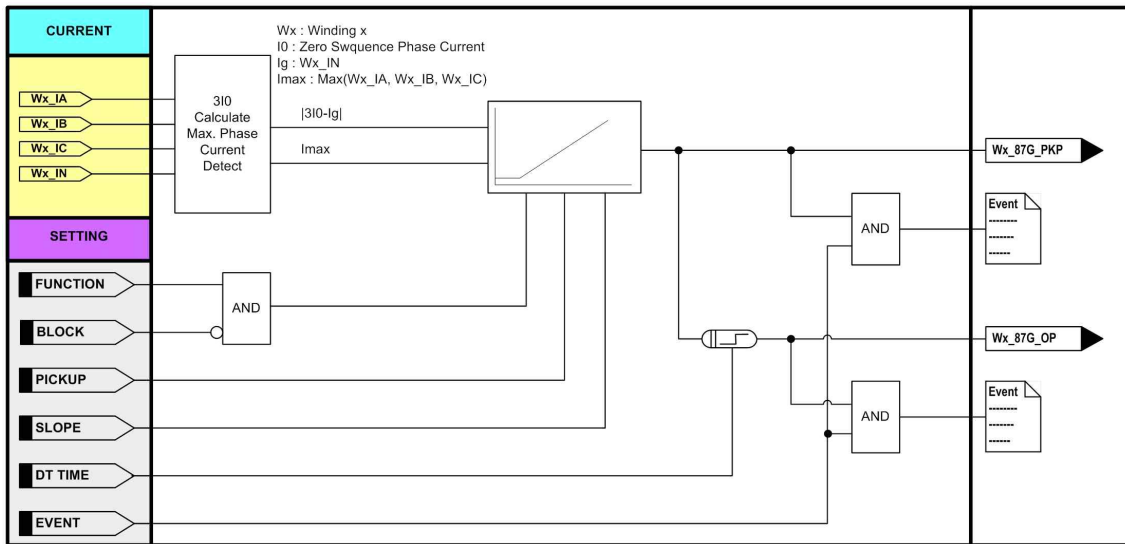 CURRENT
Wx_IA
Wx_IB
Wx_IC
Wx_IN
SETTING
FUNCTION
BLOCK
PICKUP
SLOPE
DT TIME
EVENT
3I0
Calculate
Max. Phase
Current
Detect
Wx : Winding x
I0 : Zero Swquence Phase Current
Ig : Wx_IN
Imax : Max(Wx_IA, Wx_IB, Wx_IC)
|3I0-Ig|
Imax
AND
AND
AND
Wx_87G_PKP
Event
--------
-------
------
Wx_87G_OP
Event
--------
-------
------